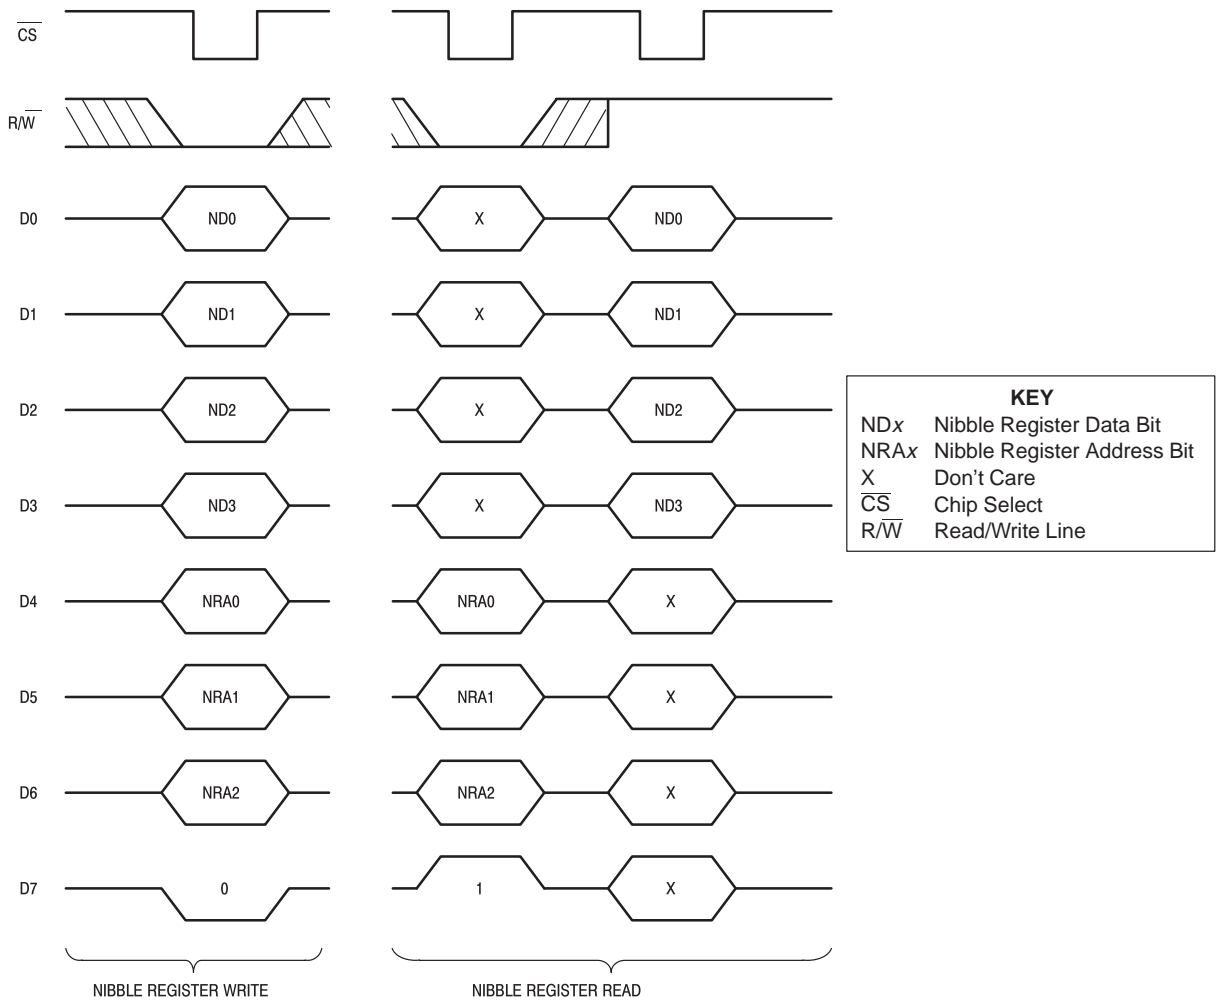 CS
R/W
D0 ND0 X ND0
D1 ND1 X ND1
D2 ND2 X ND2
D3 ND3 X ND3
D4 NRA0 NRA0 X
D5 NRA1 NRA1 X
D6 NRA2 NRA2 X
D7 0 1 X
NIBBLE REGISTER WRITE NIBBLE REGISTER READ
KEY
NDx Nibble Register Data Bit
NRAx Nibble Register Address Bit
X Don't Care
CS Chip Select
R/W Read/Write Line